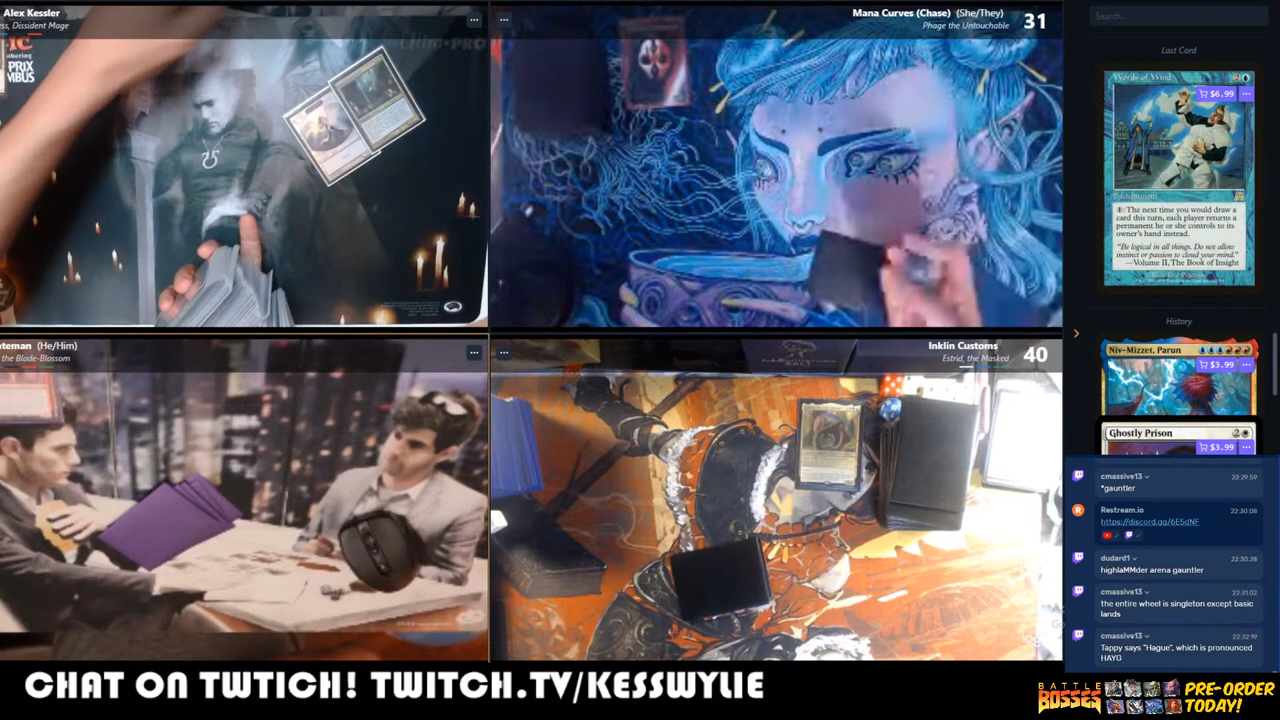 Alex Kessler
ss, Dissident Mage
Mana Curves (Chase) (She/They)
Phage the Untouchable
31
PRIX
teman (He/Him)
the Blade-Blossom
Inklin Customs
Estrid, the Masked
40
Search..
Last Card
Words of Wind
$6.99
Enchantment
1: The next time you would draw a
card this turn, each player returns a
permanent he or she controls to its
owner's hand instead.
"Be logical in all things. Do not allow
instinct or passion to cloud your mind."
—Volume II, The Book of Insight
History
Niv-Mizzet, Parun
$3.99
Ghostly Prison
$3.99
cmassive13
22:29:59
*gauntler
Restream.io
22:30:08
https://discord.gg/6E5dNF
dudard1
22:30:28
highlaMMder arena gauntler
cmassive13
22:31:02
the entire wheel is singleton except basic
lands
cmassive13
22:32:19
Tappy says "Hague", which is pronounced
HAYG
CHAT ON TWTICH! TWITCH.TV/KESSWYLIE
BATTLE
BOSSES
PRE-ORDER
TODAY!